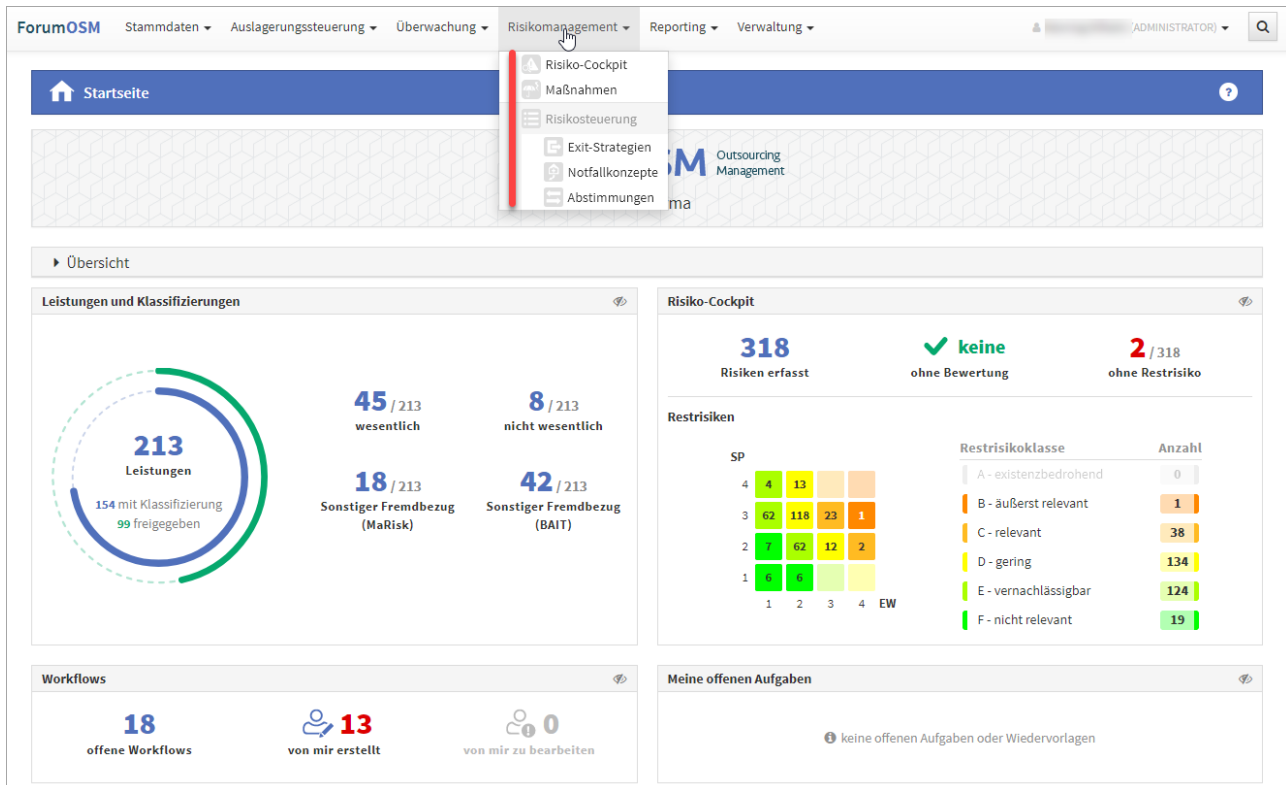 ForumOSM Stammdaten Auslagerungssteuerung Überwachung Risikomanagement Reporting Verwaltung (ADMINISTRATOR)
Risiko-Cockpit
Maßnahmen
Risikosteuerung
Exit-Strategien
Notfallkonzepte
Abstimmungen
Startseite ?
SM Outsourcing
Management
ma
Übersicht
Leistungen und Klassifizierungen
213
Leistungen
154 mit Klassifizierung
99 freigegeben
45 / 213
wesentlich
8 / 213
nicht wesentlich
18 / 213
Sonstiger Fremdbezug
(MaRisk)
42 / 213
Sonstiger Fremdbezug
(BAIT)
Risiko-Cockpit
318
Risiken erfasst
keine
ohne Bewertung
2 / 318
ohne Restrisiko
Restrisiken
SP
4 4 13
3 62 118 23 1
2 7 62 12 2
1 6 6
1 2 3 4 EW
Restrisikoklasse Anzahl
A - existenzbedrohend 0
B - äußerst relevant 1
C - relevant 38
D - gering 134
E - vernachlässigbar 124
F - nicht relevant 19
Workflows
18
offene Workflows
13
von mir erstellt
0
von mir zu bearbeiten
Meine offenen Aufgaben
keine offenen Aufgaben oder Wiedervorlagen